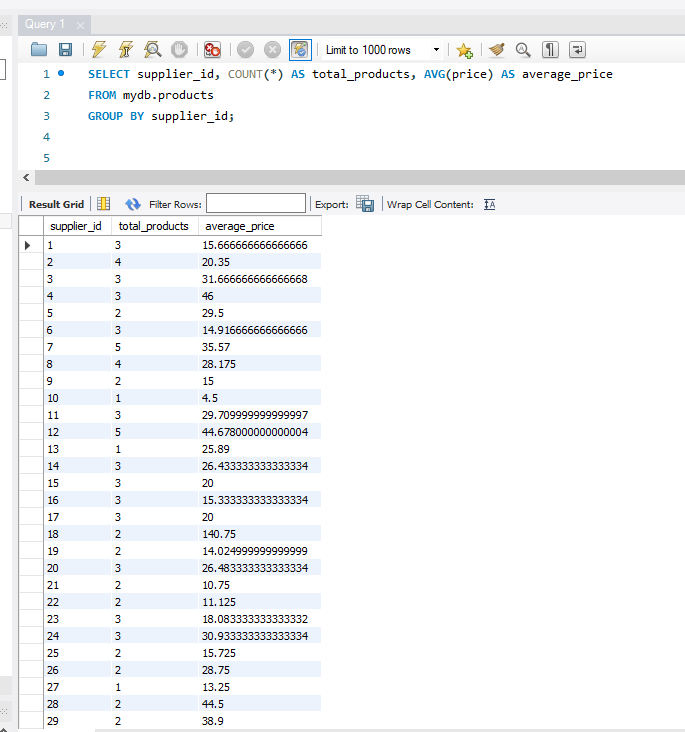 Query 1
Limit to 1000 rows
1 SELECT supplier_id, COUNT(*) AS total_products, AVG(price) AS average_price
2 FROM mydb.products
3 GROUP BY supplier_id;
4
5
Result Grid Filter Rows: Export: Wrap Cell Content:
supplier_id total_products average_price
1 3 15.666666666666666
2 4 20.35
3 3 31.666666666666668
4 3 46
5 2 29.5
6 3 14.916666666666666
7 5 35.57
8 4 28.175
9 2 15
10 1 4.5
11 3 29.709999999999997
12 5 44.678000000000004
13 1 25.89
14 3 26.433333333333334
15 3 20
16 3 15.333333333333334
17 3 20
18 2 140.75
19 2 14.024999999999999
20 3 26.483333333333334
21 2 10.75
22 2 11.125
23 3 18.083333333333332
24 3 30.933333333333334
25 2 15.725
26 2 28.75
27 1 13.25
28 2 44.5
29 2 38.9